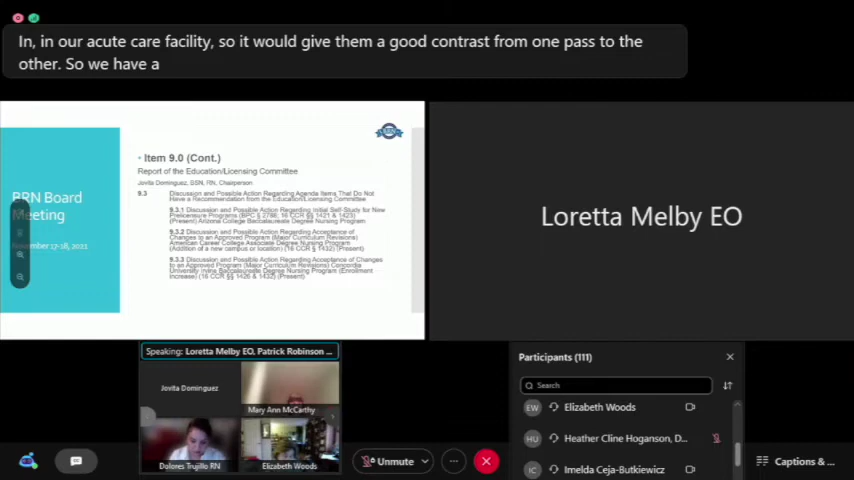 In, in our acute care facility, so it would give them a good contrast from one pass to the
other. So we have a
BRN Board
Meeting
November 17-18, 2021
• Item 9.0 (Cont.)
Report of the Education/Licensing Committee
Jovita Dominguez, BSN, RN, Chairperson
9.3 Discussion and Possible Action Regarding Agenda Items That Do Not
Have a Recommendation from the Education/Licensing Committee
9.3.1 Discussion and Possible Action Regarding Initial Self-Study for New
Prelicensure Programs (BPC § 2786; 16 CCR §§ 1421 & 1423)
(Present) Arizona College Baccalaureate Degree Nursing Program
9.3.2 Discussion and Possible Action Regarding Acceptance of
Changes to an Approved Program (Major Curriculum Revisions)
American Career College Associate Degree Nursing Program
(Addition of a new campus or location) (16 CCR § 1432) (Present)
9.3.3 Discussion and Possible Action Regarding Acceptance of Changes
to an Approved Program (Major Curriculum Revisions) Concordia
University Irvine Baccalaureate Degree Nursing Program (Enrollment
Increase) (16 CCR §§ 1426 & 1432) (Present)
Loretta Melby EO
Speaking: Loretta Melby EO, Patrick Robinson ...
Jovita Dominguez
Mary Ann McCarthy
Dolores Trujillo RN
Elizabeth Woods
Participants (111)
Search
EW Elizabeth Woods
HU Heather Cline Hoganson, D...
IC Imelda Ceja-Butkiewicz
Unmute
Captions & ...